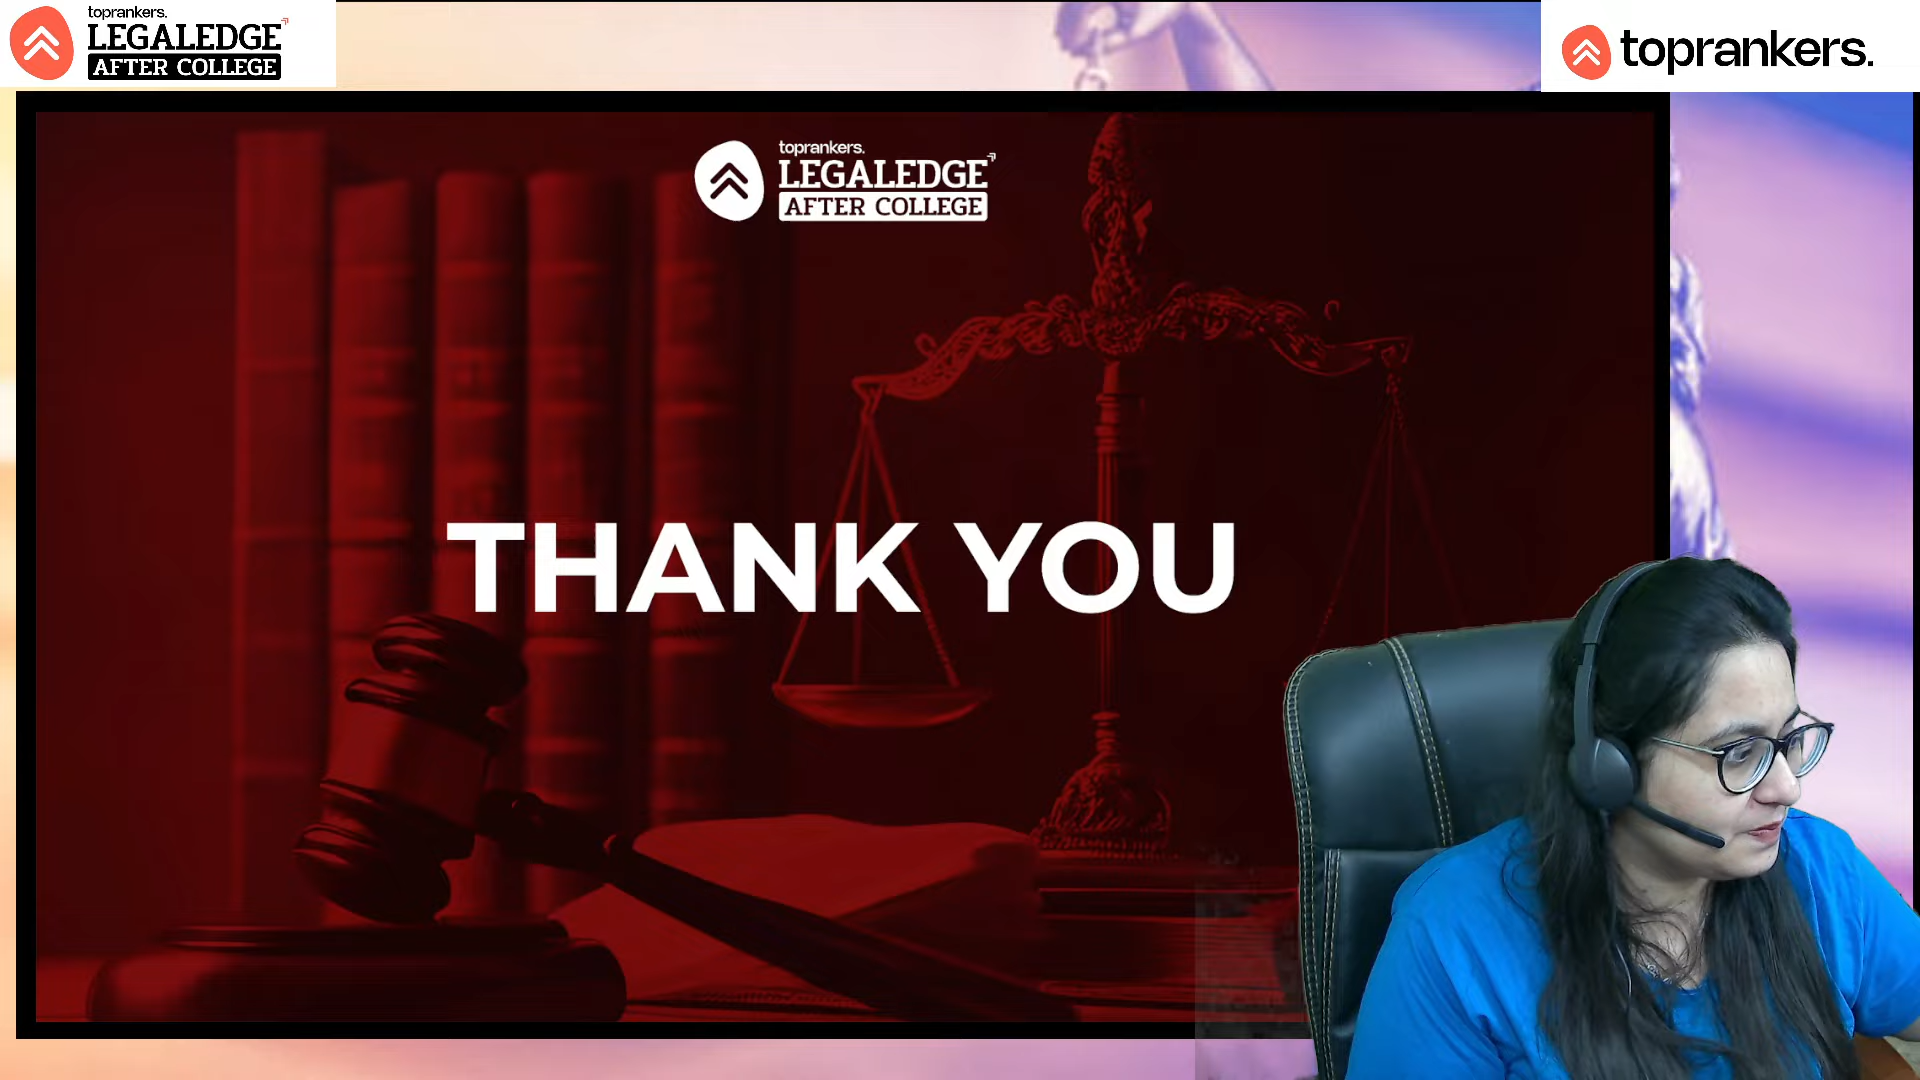 toprankers.
LEGALEDGE
AFTER COLLEGE
toprankers.
toprankers.
LEGALEDGE
AFTER COLLEGE
THANK YOU